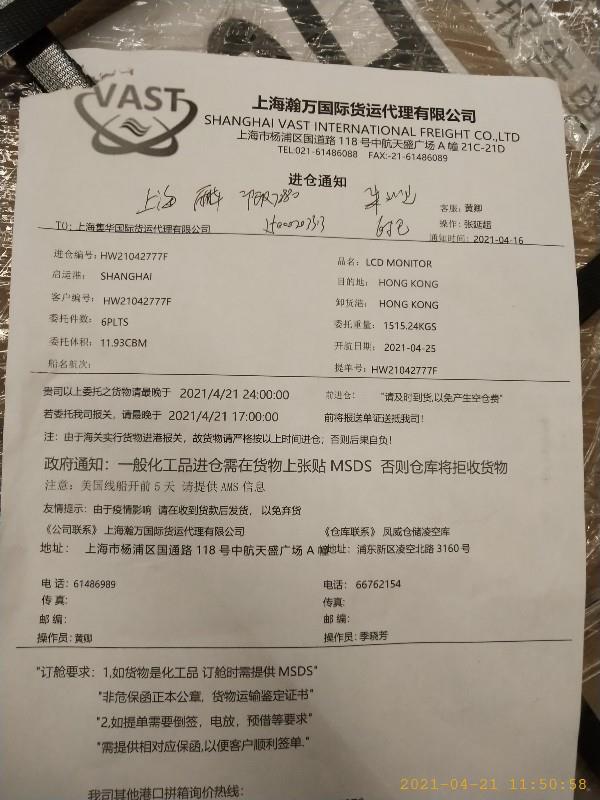 VAST
上海瀚万国际货运代理有限公司
SHANGHAI VAST INTERNATIONAL FREIGHT CO.,LTD
上海市杨浦区国道路 118 号中航天盛广场 A 幢 21C-21D
TEL:021-61486088 FAX:-21-61486089
进仓通知
上海
客服：黄卿
操作：张延超
TO: 上海隼华国际货运代理有限公司
通知时间：2021-04-16
进仓编号：HW21042777F
品名：LCD MONITOR
启运港： SHANGHAI
目的地： HONG KONG
客户编号： HW21042777F
卸货港： HONG KONG
委托件数：6PLTS
委托重量：1515.24KGS
委托体积：11.93CBM
开航日期：2021-04-25
船名航次：
提单号：HW21042777F
贵司以上委托之货物请最晚于 2021/4/21 24:00:00 前进仓： "请及时到货,以免产生空仓费"
若委托我司报关，请最晚于 2021/4/21 17:00:00 前将报送单证送抵我司！
注：由于海关实行货物进港报关，故货物请严格按以上时间进仓；否则后果自负！
政府通知：一般化工品进仓需在货物上张贴 MSDS 否则仓库将拒收货物
注意：美国线船开前 5 天 请提供 AMS 信息
友情提示：由于疫情影响 请在收到货款后发货， 以免弃货
《公司联系》上海瀚万国际货运代理有限公司
《仓库联系》 凤威仓储凌空库
地址： 上海市杨浦区国通路 118 号中航天盛广场 A
地址： 浦东新区凌空北路 3160 号
电 话：61486989
电话： 66762154
传 真:
传真:
邮 编:
邮 编:
操作员:黄卿
操作员:季晓芳
"订舱要求：1,如货物是化工品 订舱时需提供 MSDS"
"非危保函正本公章，货物运输鉴定证书"
"2,如提单需要倒签，电放，预借等要求"
"需提供相对应保函,以便客户顺利签单."
我司其他港口拼箱询价热线：
2021-04-21 11:50:58